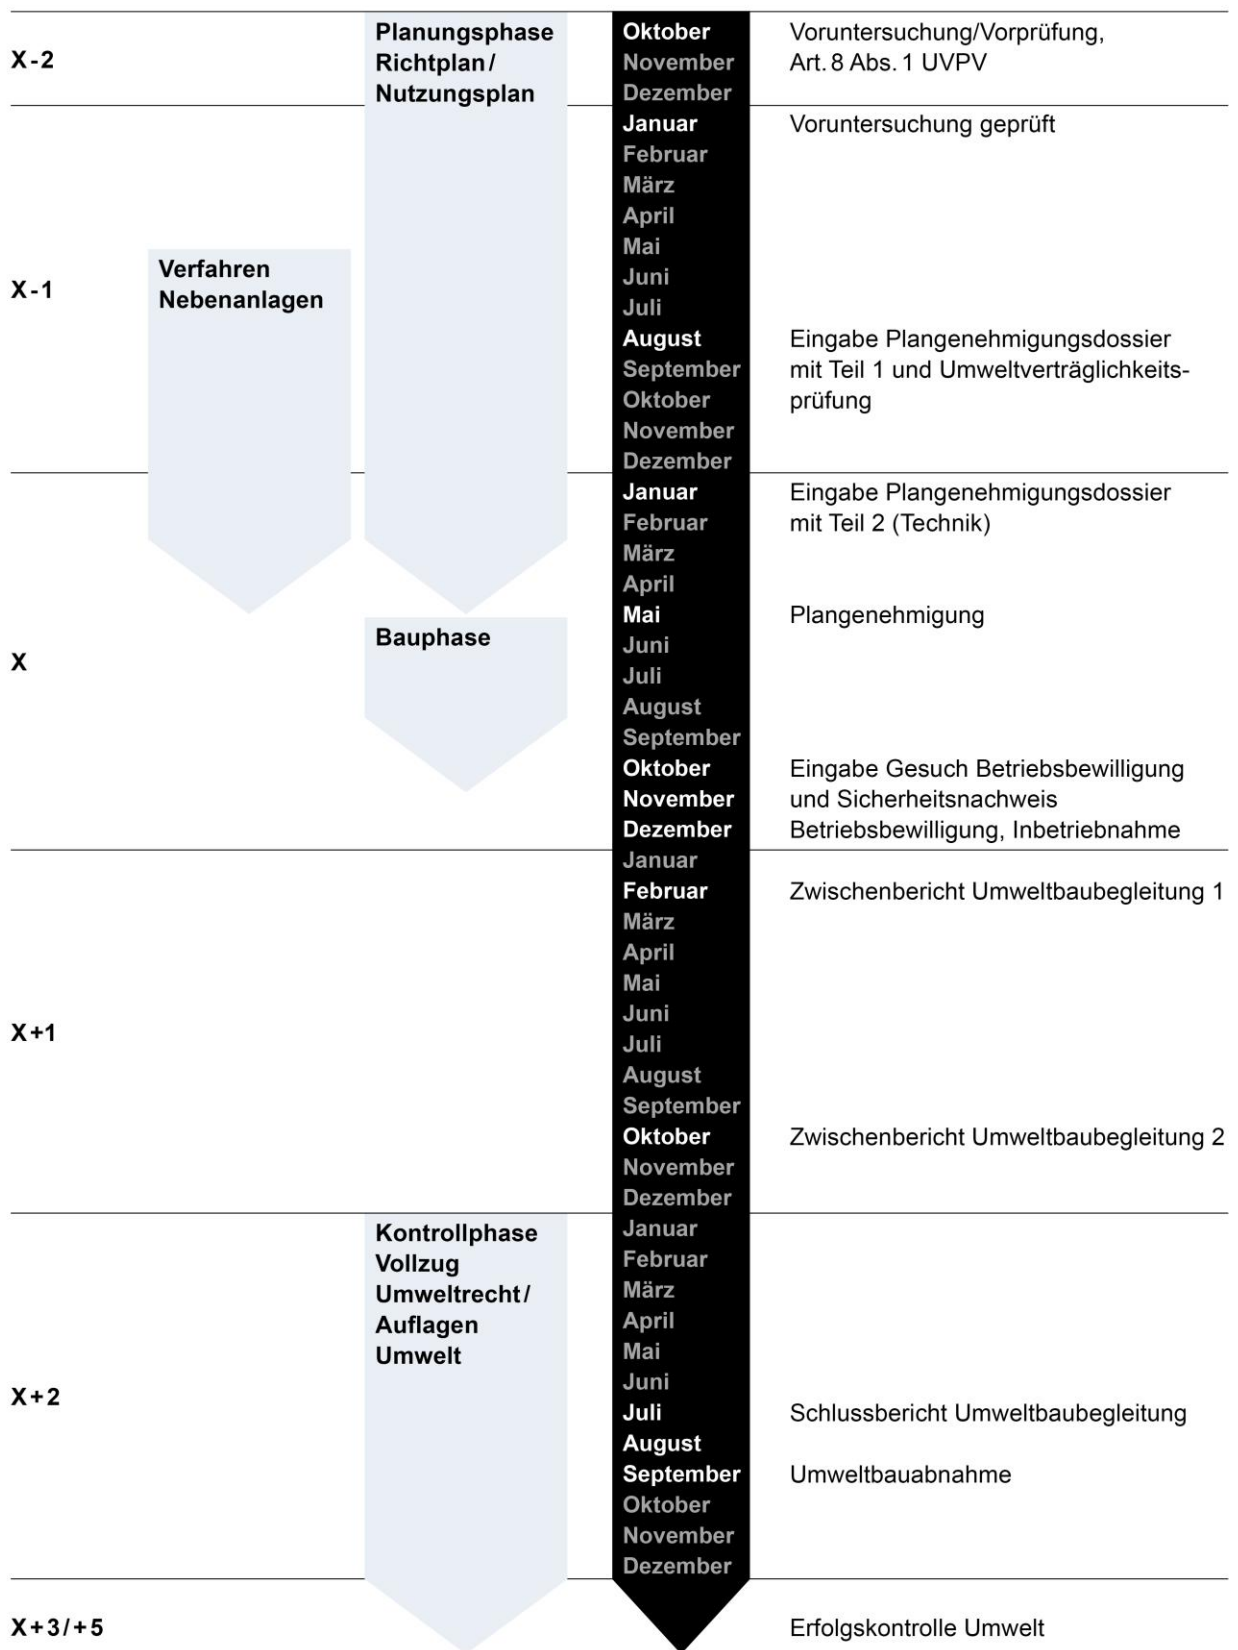 X-2
Planungsphase
Richtplan/
Nutzungsplan
Oktober
November
Dezember
Voruntersuchung/Vorprüfung,
Art. 8 Abs. 1 UVPV
X-1
Verfahren
Nebenanlagen
Januar
Februar
März
April
Mai
Juni
Juli
August
September
Oktober
November
Dezember
Voruntersuchung geprüft
Eingabe Plangenehmigungsdossier
mit Teil 1 und Umweltverträglichkeits-
prüfung
X
Bauphase
Januar
Februar
März
April
Mai
Juni
Juli
August
September
Oktober
November
Dezember
Eingabe Plangenehmigungsdossier
mit Teil 2 (Technik)
Plangenehmigung
Eingabe Gesuch Betriebsbewilligung
und Sicherheitsnachweis
Betriebsbewilligung, Inbetriebnahme
X+1
Januar
Februar
März
April
Mai
Juni
Juli
August
September
Oktober
November
Dezember
Zwischenbericht Umweltbaubegleitung 1
Zwischenbericht Umweltbaubegleitung 2
X+2
Kontrollphase
Vollzug
Umweltrecht/
Auflagen
Umwelt
Januar
Februar
März
April
Mai
Juni
Juli
August
September
Oktober
November
Dezember
Schlussbericht Umweltbaubegleitung
Umweltbauabnahme
X+3/+5
Erfolgskontrolle Umwelt